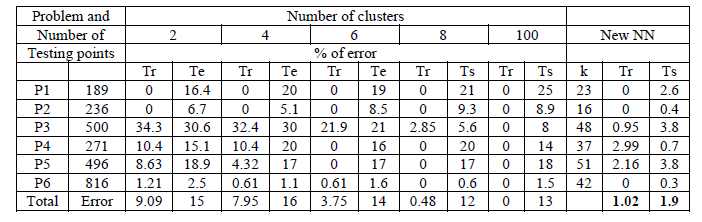 Problem and Number of clusters
Number of 2 4 6 8 100 New NN
Testing points % of error
Tr Te Tr Te Tr Te Tr Ts Tr Ts k Tr Ts
P1 189 0 16.4 0 20 0 19 0 21 0 25 23 0 2.6
P2 236 0 6.7 0 5.1 0 8.5 0 9.3 0 8.9 16 0 0.4
P3 500 34.3 30.6 32.4 30 21.9 21 2.85 5.6 0 8 48 0.95 3.8
P4 271 10.4 15.1 10.4 20 0 16 0 20 0 14 37 2.99 0.7
P5 496 8.63 18.9 4.32 17 0 17 0 17 0 18 51 2.16 3.8
P6 816 1.21 2.5 0.61 1.1 0.61 1.6 0 0.6 0 1.5 42 0 0.3
Total Error 9.09 15 7.95 16 3.75 14 0.48 12 0 13 1.02 1.9